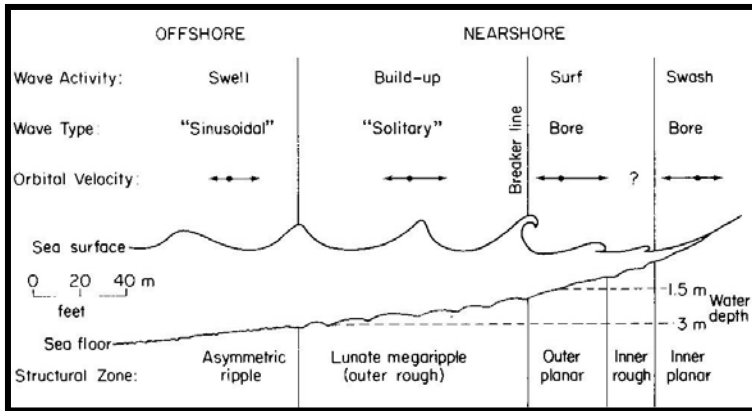 OFFSHORE NEARSHORE
Wave Activity: Swell Build-up Surf Swash
Wave Type: "Sinusoidal" "Solitary" Bore Bore
Breaker line
Orbital Velocity: ?
Sea surface
0 20 40 m
feet
1.5 m
Water
depth
3 m
Sea floor
Asymmetric Lunate megaripple Outer Inner Inner
Structural Zone: ripple (outer rough) planar rough planar